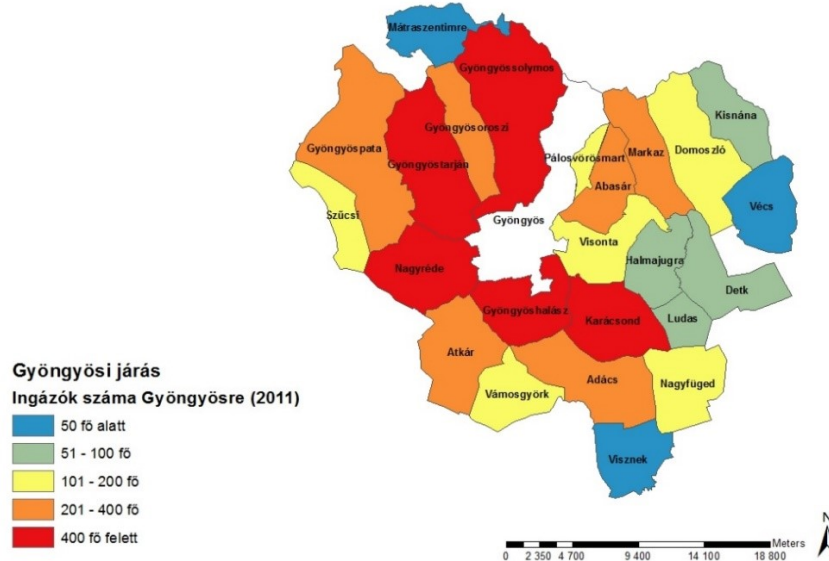 Mátraszentimre
Gyöngyössolymos
Kisnána
Gyöngyösoroszi
Gyöngyöspata
Pálosvörösmart
Markaz
Domoszló
Gyöngyöstarján
Abasár
Vécs
Szűcsi
Gyöngyös
Visonta
Halmajugra
Nagyréde
Detk
Gyöngyöshalász
Karácsond
Ludas
Atkár
Adács
Nagyfüged
Vámosgyörk
Visznek
Gyöngyösi járás
Ingázók száma Gyöngyösre (2011)
50 fő alatt
51 - 100 fő
101 - 200 fő
201 - 400 fő
400 fő felett
N
Meters
0 2 350 4 700 9 400 14 100 18 800